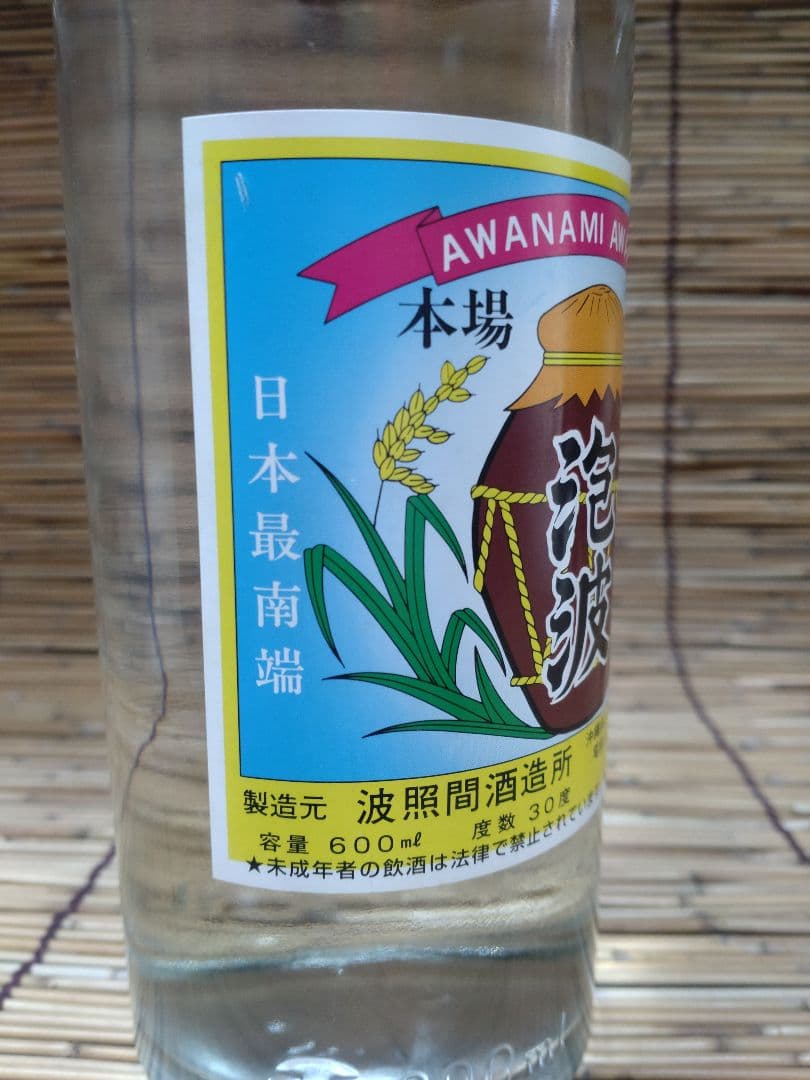 AWANAMI AW
本場
日本最南端
泡波
製造元 波照間酒造所
容量 600㎖ 度数 30度
★未成年者の飲酒は法律で禁止されてい